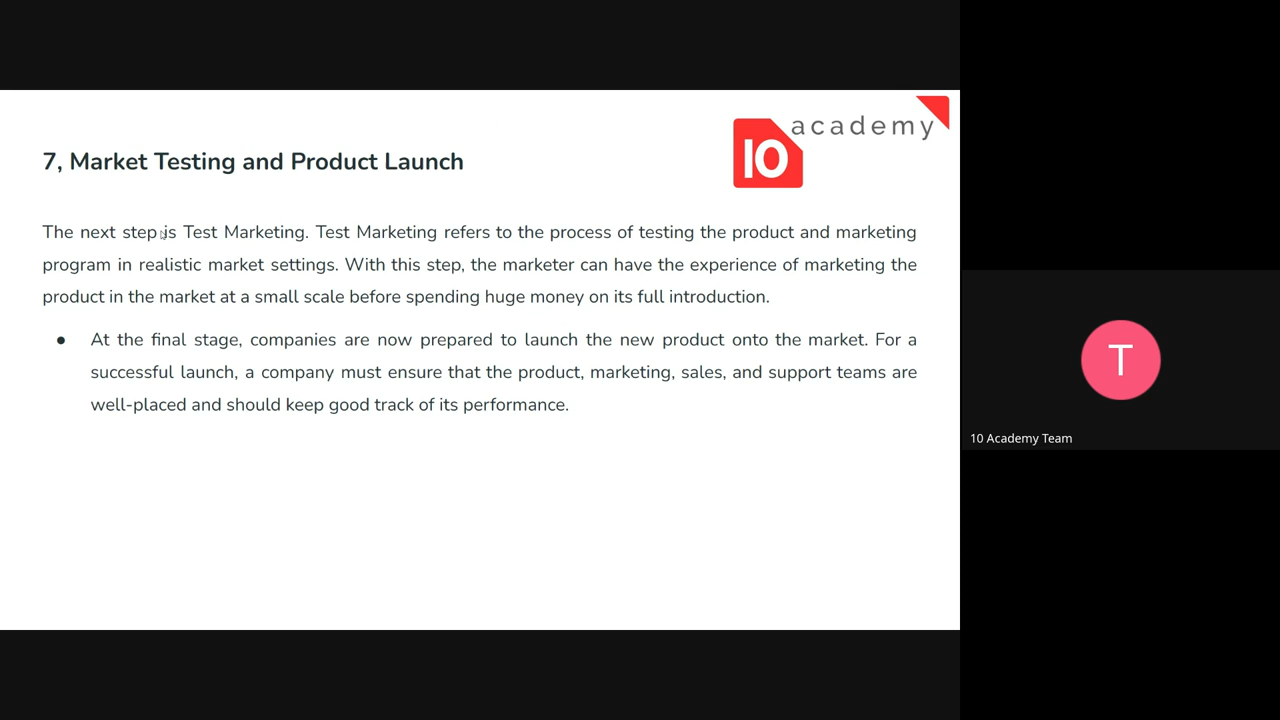 academy
10
7, Market Testing and Product Launch
The next step is Test Marketing. Test Marketing refers to the process of testing the product and marketing
program in realistic market settings. With this step, the marketer can have the experience of marketing the
product in the market at a small scale before spending huge money on its full introduction.
● At the final stage, companies are now prepared to launch the new product onto the market. For a
successful launch, a company must ensure that the product, marketing, sales, and support teams are
well-placed and should keep good track of its performance.
T
10 Academy Team